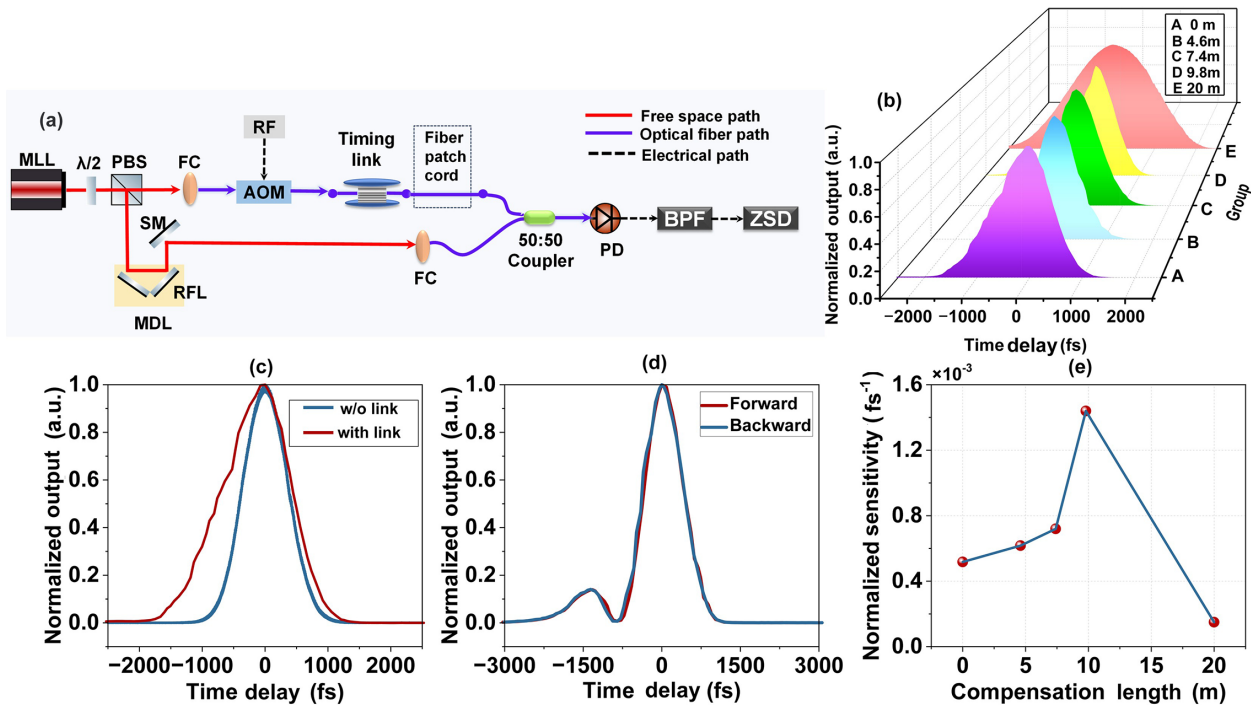 (a)
MLL
λ/2
PBS
FC
RF
AOM
Timing
link
Fiber
patch
cord
Free space path
Optical fiber path
Electrical path
SM
RFL
MDL
FC
50:50
Coupler
PD
BPF
ZSD
(b)
A 0 m
B 4.6m
C 7.4m
D 9.8m
E 20 m
Normalized output (a.u.)
1.0
0.8
0.6
0.4
0.2
0.0
−2000 −1000 0 1000 2000
Time delay (fs)
A
B
C
D
E
Group
(c)
Normalized output (a.u.)
1.0
0.8
0.6
0.4
0.2
0.0
w/o link
with link
−2000 −1000 0 1000 2000
Time delay (fs)
(d)
Normalized output (a.u.)
1.0
0.8
0.6
0.4
0.2
0.0
Forward
Backward
−3000 −1500 0 1500 3000
Time delay (fs)
(e)
×10⁻³
Normalized sensitivity (fs⁻¹)
1.6
1.2
0.8
0.4
0.0
0 5 10 15 20
Compensation length (m)